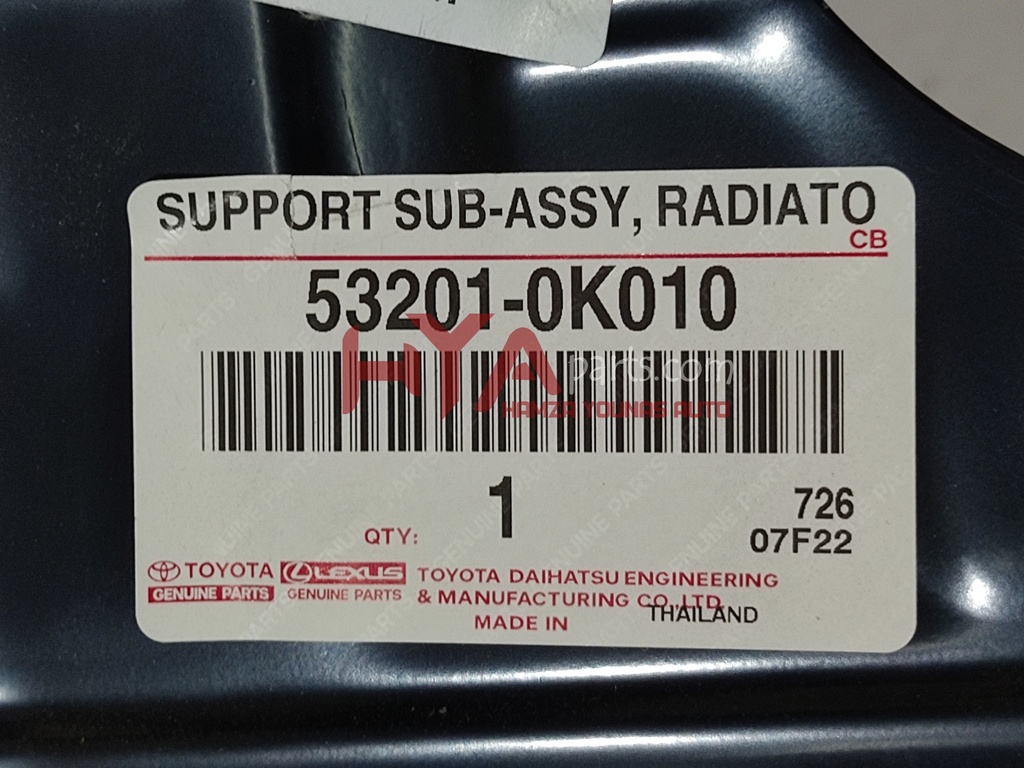 SUPPORT SUB-ASSY, RADIATO
CB
53201-0K010
HYA parts.com
HAMZA YOUNAS AUTO
1
726
QTY:
07F22
TOYOTA LEXUS TOYOTA DAIHATSU ENGINEERING
GENUINE PARTS GENUINE PARTS & MANUFACTURING CO.,LTD.
MADE IN THAILAND